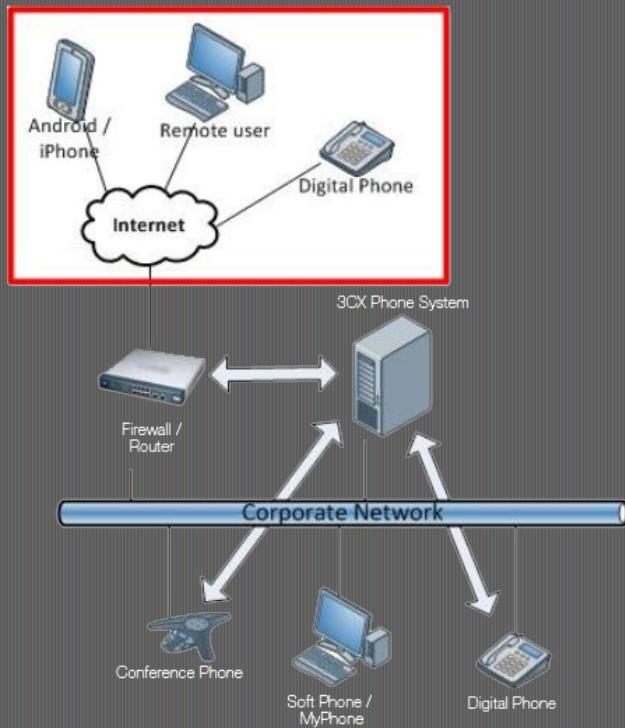 Android /
iPhone
Remote user
Digital Phone
Internet
3CX Phone System
Firewall /
Router
Corporate Network
Conference Phone
Soft Phone /
MyPhone
Digital Phone